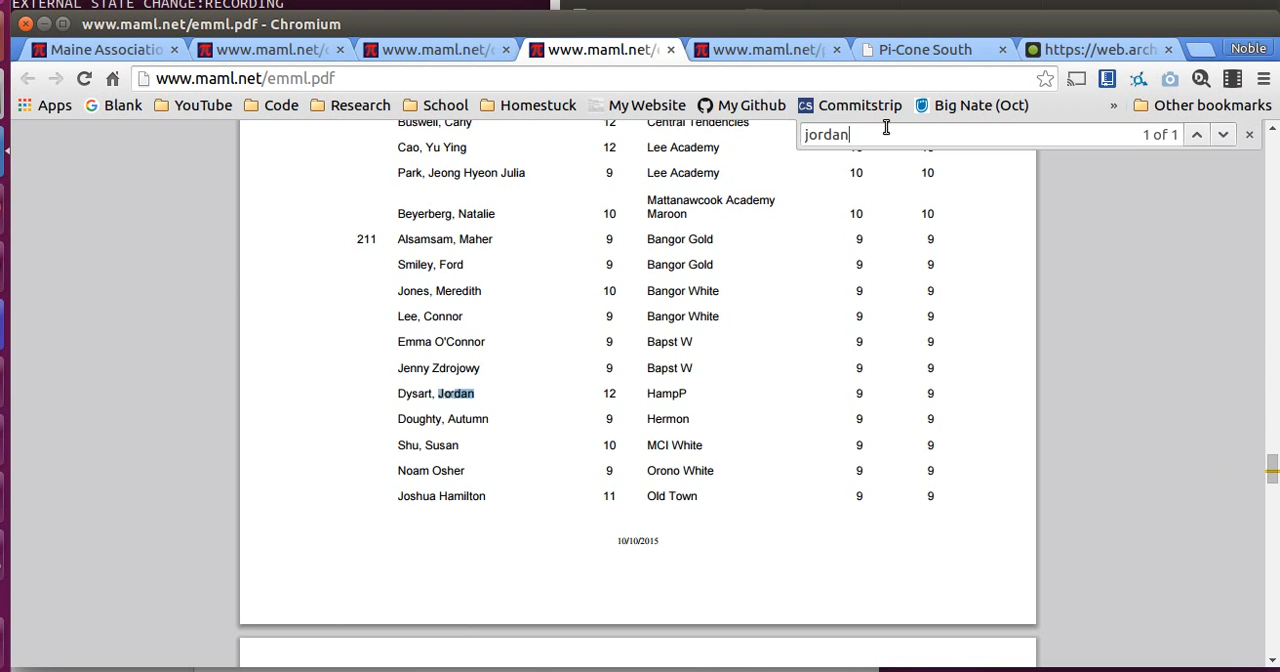 EXTERNAL STATE CHANGE:RECORDING
www.maml.net/emml.pdf - Chromium
Maine Associatio www.maml.net/ www.maml.net/ www.maml.net/ www.maml.net/ Pi-Cone South https://web.arch Noble
www.maml.net/emml.pdf
Apps Blank YouTube Code Research School Homestuck My Website My Github CS Commitstrip Big Nate (Oct) » Other bookmarks
jordan 1 of 1
Buswell, Carly 12 Central Tendencies
Cao, Yu Ying 12 Lee Academy
Park, Jeong Hyeon Julia 9 Lee Academy 10 10
Mattanawcook Academy
Beyerberg, Natalie 10 Maroon 10 10
211 Alsamsam, Maher 9 Bangor Gold 9 9
Smiley, Ford 9 Bangor Gold 9 9
Jones, Meredith 10 Bangor White 9 9
Lee, Connor 9 Bangor White 9 9
Emma O'Connor 9 Bapst W 9 9
Jenny Zdrojowy 9 Bapst W 9 9
Dysart, Jordan 12 HampP 9 9
Doughty, Autumn 9 Hermon 9 9
Shu, Susan 10 MCI White 9 9
Noam Osher 9 Orono White 9 9
Joshua Hamilton 11 Old Town 9 9
10/10/2015